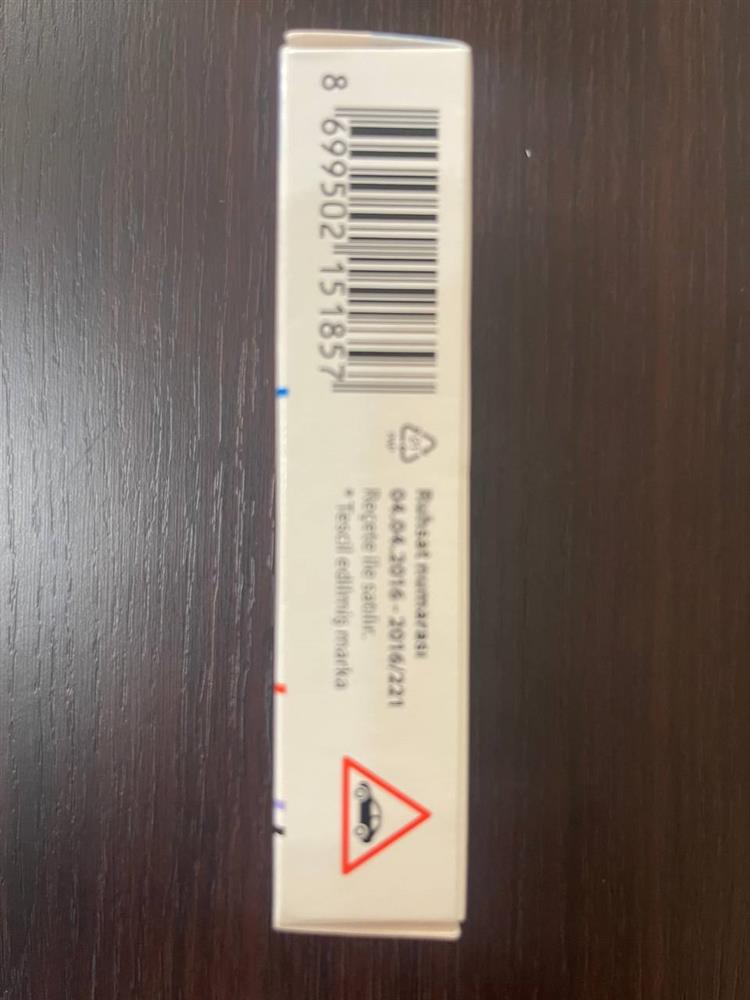 8 699502 151857
Ruhsat numarası
04.04.2016 - 2016/221
Reçete ile satılır.
* Tescil edilmiş marka